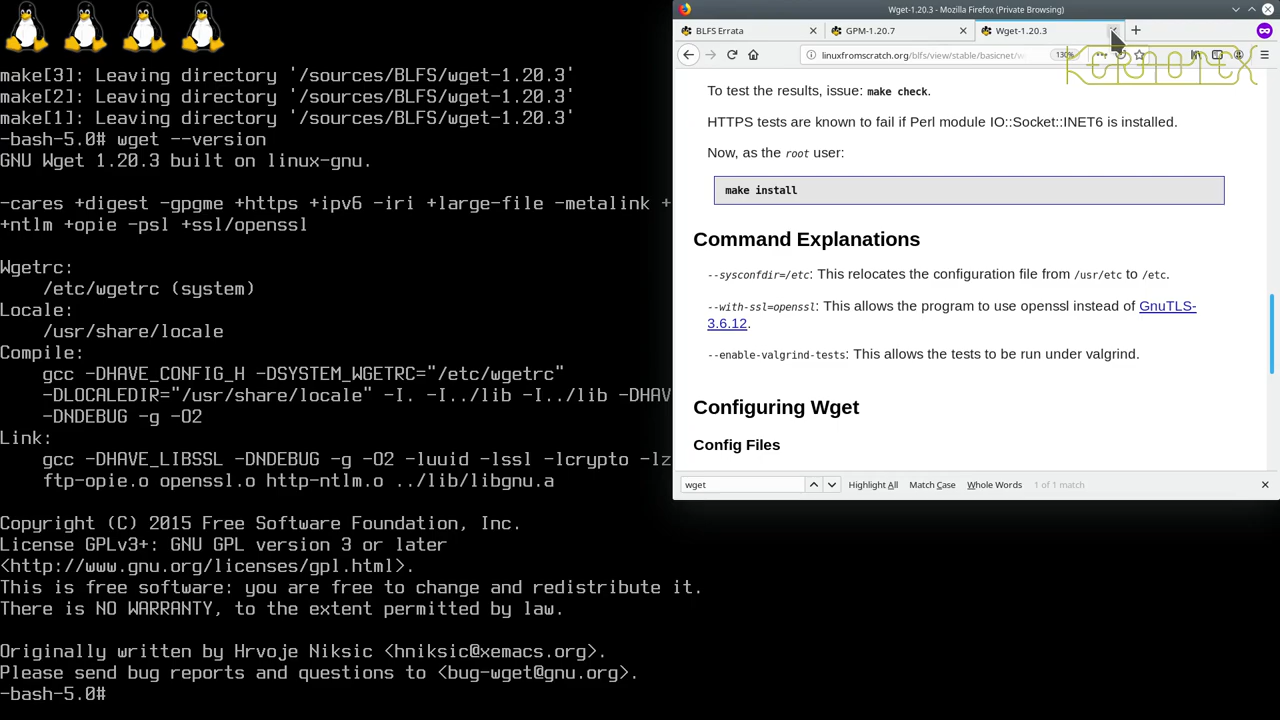 make[3]: Leaving directory '/sources/BLFS/wget-1.20.3'
make[2]: Leaving directory '/sources/BLFS/wget-1.20.3'
make[1]: Leaving directory '/sources/BLFS/wget-1.20.3'
-bash-5.0# wget --version
GNU Wget 1.20.3 built on linux-gnu.
-cares +digest -gpgme +https +ipv6 -iri +large-file -metalink +
+ntlm +opie -psl +ssl/openssl
Wgetrc:
/etc/wgetrc (system)
Locale:
/usr/share/locale
Compile:
gcc -DHAVE_CONFIG_H -DSYSTEM_WGETRC="/etc/wgetrc"
-DLOCALEDIR="/usr/share/locale" -I. -I../lib -I../lib -DHAV
-DNDEBUG -g -O2
Link:
gcc -DHAVE_LIBSSL -DNDEBUG -g -O2 -luuid -lssl -lcrypto -lz
ftp-opie.o openssl.o http-ntlm.o ../lib/libgnu.a
Copyright (C) 2015 Free Software Foundation, Inc.
License GPLv3+: GNU GPL version 3 or later
<http://www.gnu.org/licenses/gpl.html>.
This is free software: you are free to change and redistribute it.
There is NO WARRANTY, to the extent permitted by law.
Originally written by Hrvoje Niksic <hniksic@xemacs.org>.
Please send bug reports and questions to <bug-wget@gnu.org>.
-bash-5.0#
Wget-1.20.3 - Mozilla Firefox (Private Browsing)
BLFS Errata
GPM-1.20.7
Wget-1.20.3
linuxfromscratch.org/blfs/view/stable/basicnet/w
130%
To test the results, issue: make check.
HTTPS tests are known to fail if Perl module IO::Socket::INET6 is installed.
Now, as the root user:
make install
Command Explanations
--sysconfdir=/etc: This relocates the configuration file from /usr/etc to /etc.
--with-ssl=openssl: This allows the program to use openssl instead of GnuTLS-
3.6.12.
--enable-valgrind-tests: This allows the tests to be run under valgrind.
Configuring Wget
Config Files
wget
Highlight All
Match Case
Whole Words
1 of 1 match